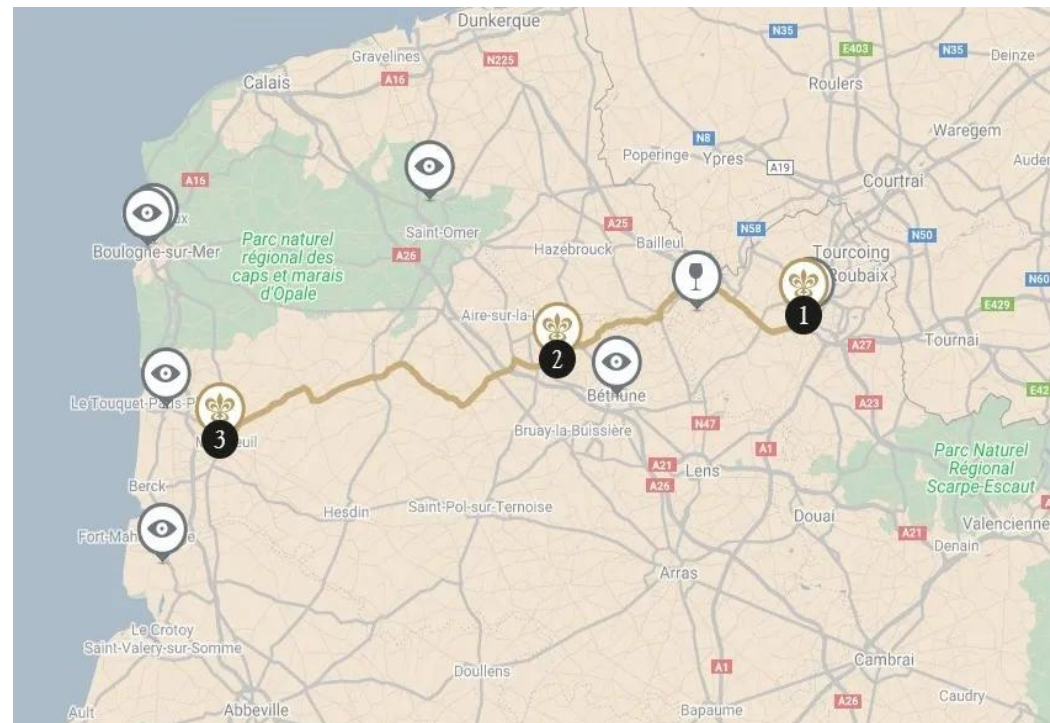 Dunkerque
N35
E403
N35
Deinze
Gravelines
N225
A16
Calais
Roulers
Waregem
N8
Poperinge
Ypres
A19
Courtrai
A16
Saint-Omer
A25
Bailleul
N58
N50
Boulogne-sur-Mer
Parc naturel
régional des
caps et marais
d'Opale
A26
Hazebrouck
Tourcoing
Roubaix
N60
E429
1
Aire-sur-la-
2
A27
Tournai
Béthune
A23
Le Touquet-Paris-P
3
Bruay-la-Buissière
N47
A1
Parc Naturel
Régional
Scarpe-Escaut
A21
Lens
A26
Berck
Hesdin
Saint-Pol-sur-Ternoise
Douai
A21
Valencienne
Denain
Arras
Le Crotoy
Saint-Valery-sur-Somme
Doullens
A1
Cambrai
A26
Caudry
Ault
Abbeville
Bapaume